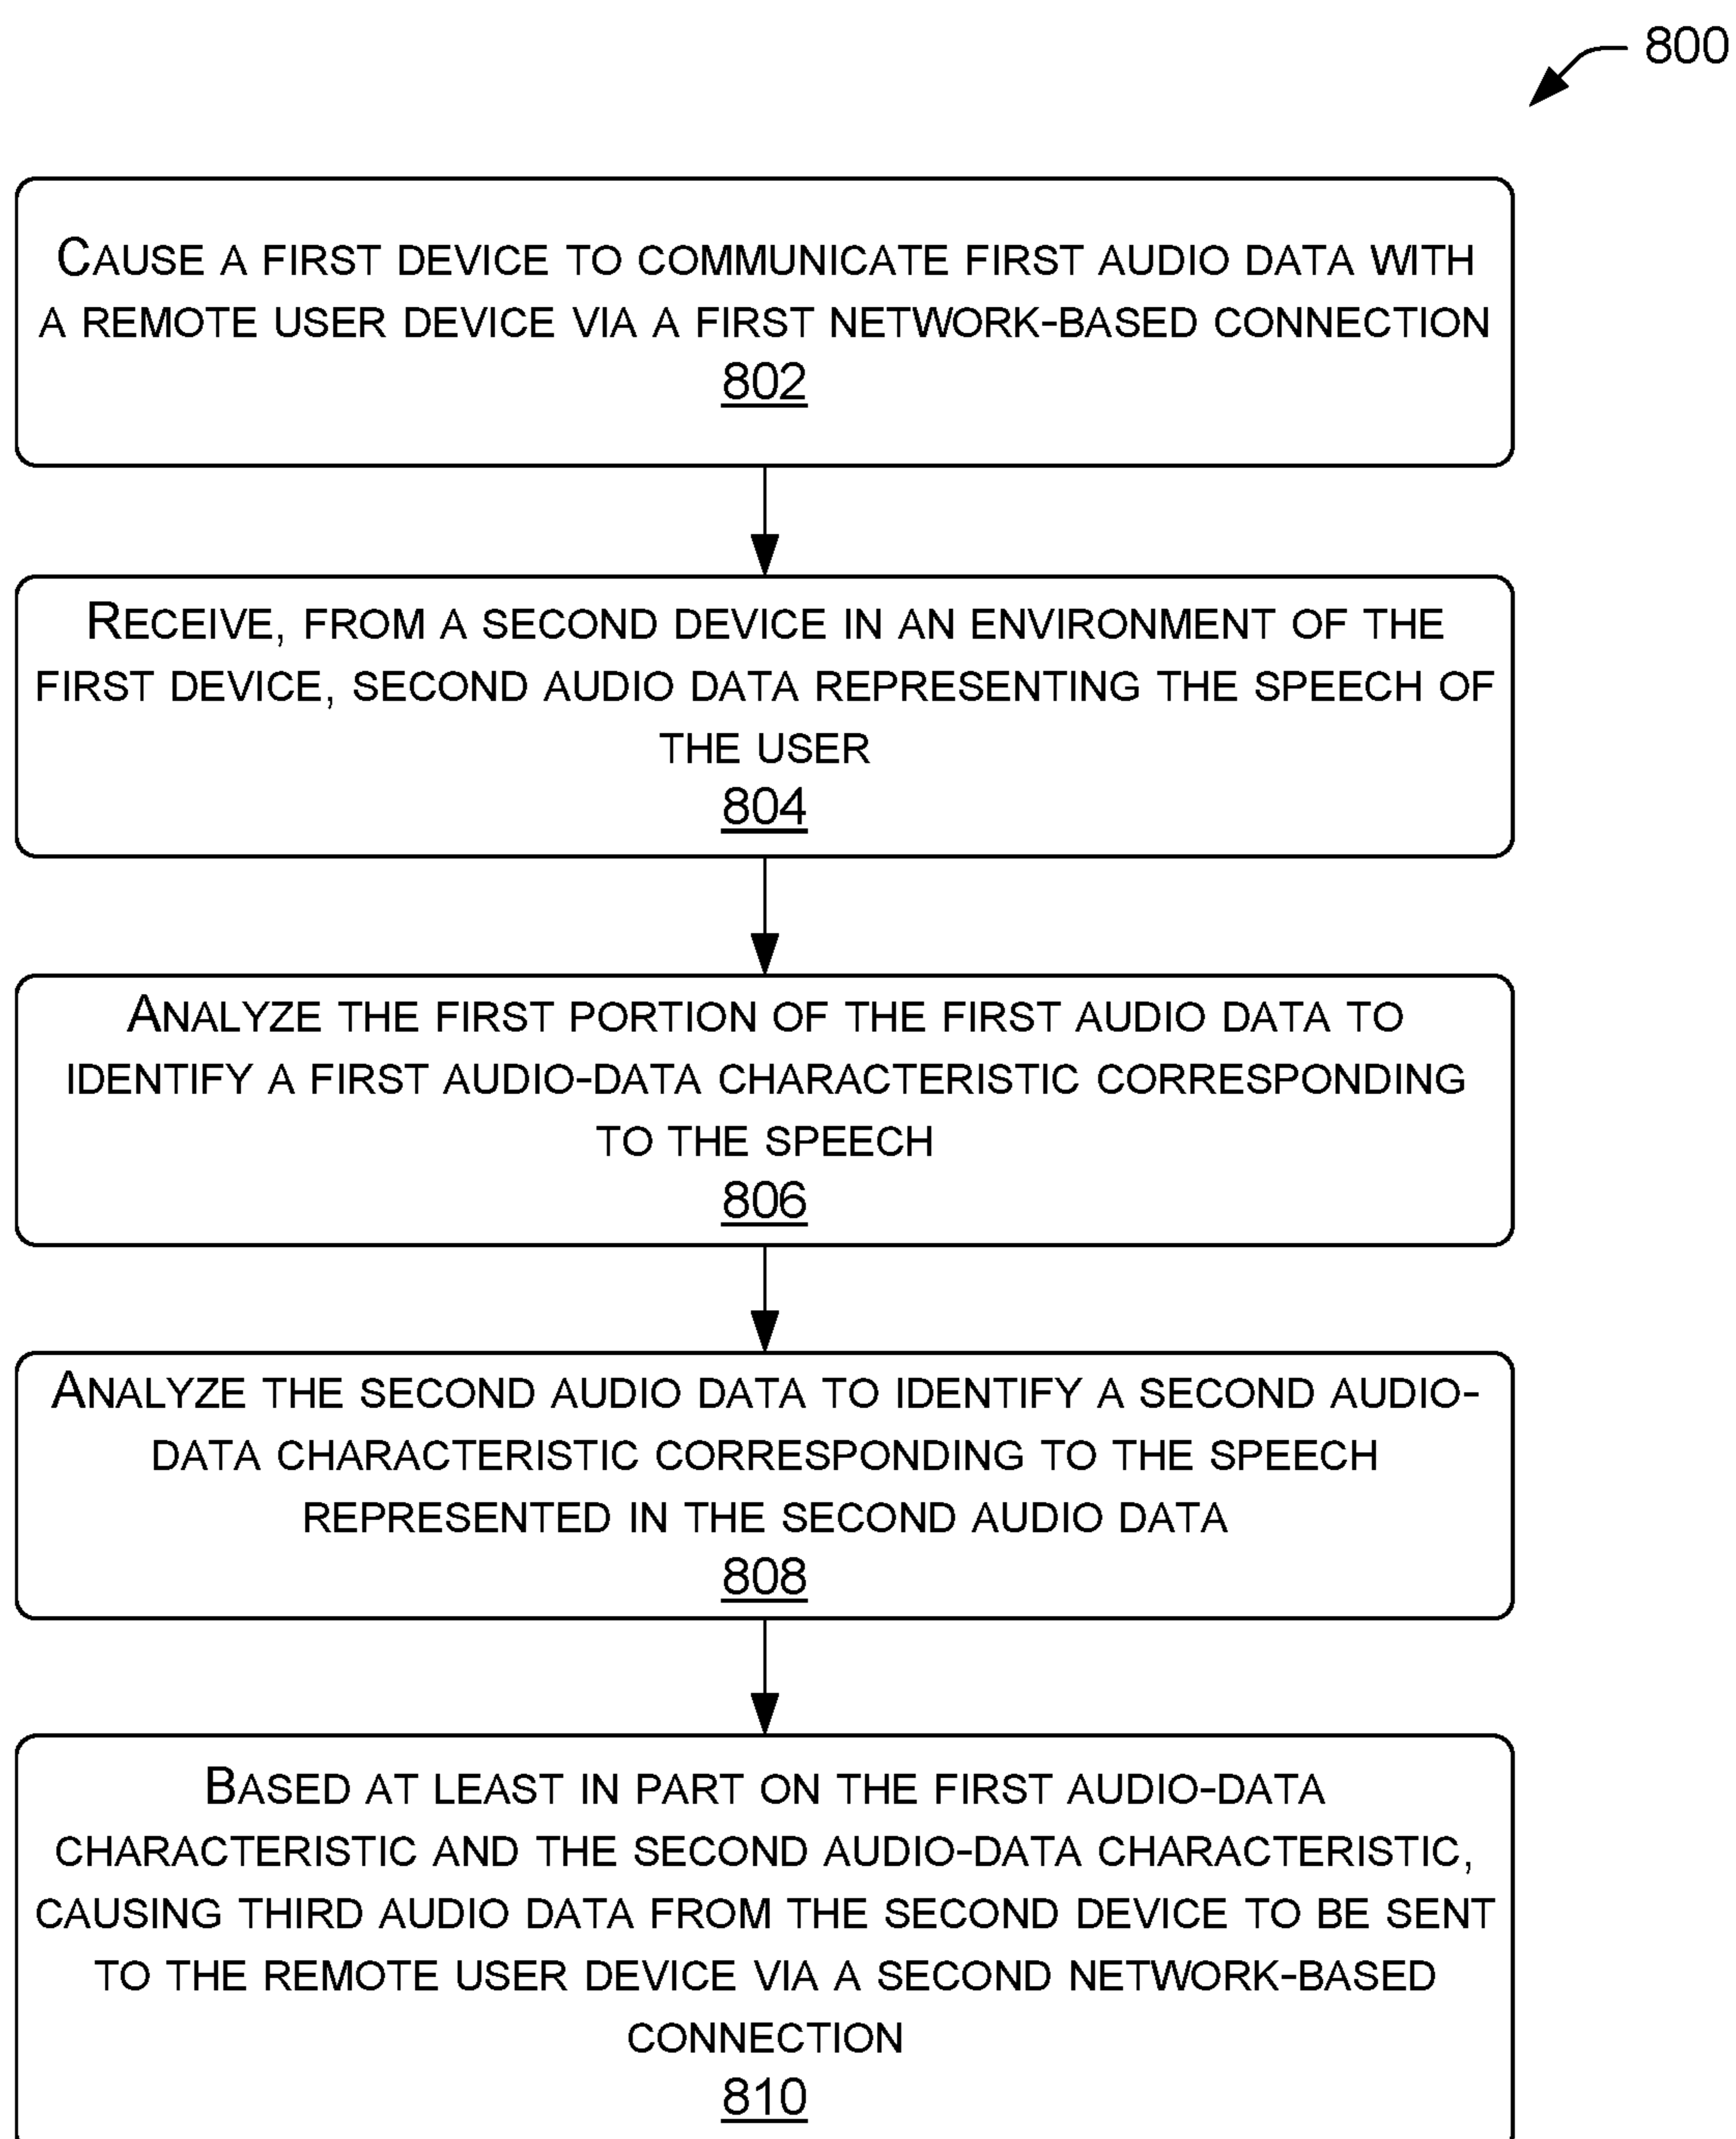 800
CAUSE A FIRST DEVICE TO COMMUNICATE FIRST AUDIO DATA WITH
A REMOTE USER DEVICE VIA A FIRST NETWORK-BASED CONNECTION
802
RECEIVE, FROM A SECOND DEVICE IN AN ENVIRONMENT OF THE
FIRST DEVICE, SECOND AUDIO DATA REPRESENTING THE SPEECH OF
THE USER
804
ANALYZE THE FIRST PORTION OF THE FIRST AUDIO DATA TO
IDENTIFY A FIRST AUDIO-DATA CHARACTERISTIC CORRESPONDING
TO THE SPEECH
806
ANALYZE THE SECOND AUDIO DATA TO IDENTIFY A SECOND AUDIO-
DATA CHARACTERISTIC CORRESPONDING TO THE SPEECH
REPRESENTED IN THE SECOND AUDIO DATA
808
BASED AT LEAST IN PART ON THE FIRST AUDIO-DATA
CHARACTERISTIC AND THE SECOND AUDIO-DATA CHARACTERISTIC,
CAUSING THIRD AUDIO DATA FROM THE SECOND DEVICE TO BE SENT
TO THE REMOTE USER DEVICE VIA A SECOND NETWORK-BASED
CONNECTION
810